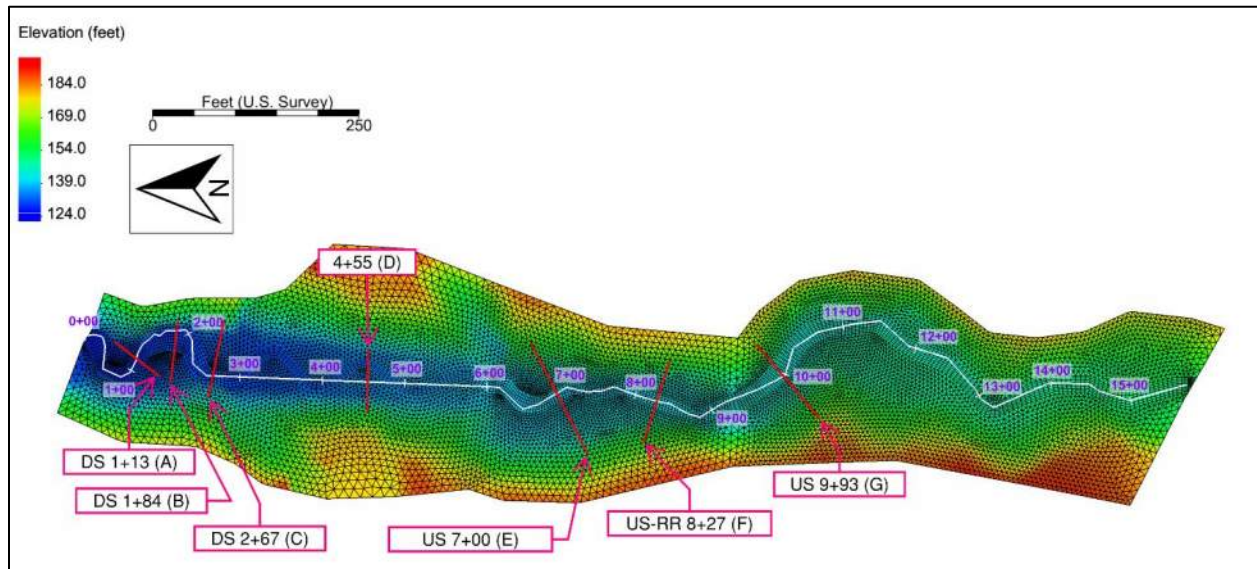 Elevation (feet)
184.0
169.0
154.0
139.0
124.0
Feet (U.S. Survey)
0 250
N
4+55 (D)
0+00
1+00
2+00
3+00
4+00
5+00
6+00
7+00
8+00
9+00
10+00
11+00
12+00
13+00
14+00
15+00
DS 1+13 (A)
DS 1+84 (B)
DS 2+67 (C)
US 7+00 (E)
US-RR 8+27 (F)
US 9+93 (G)